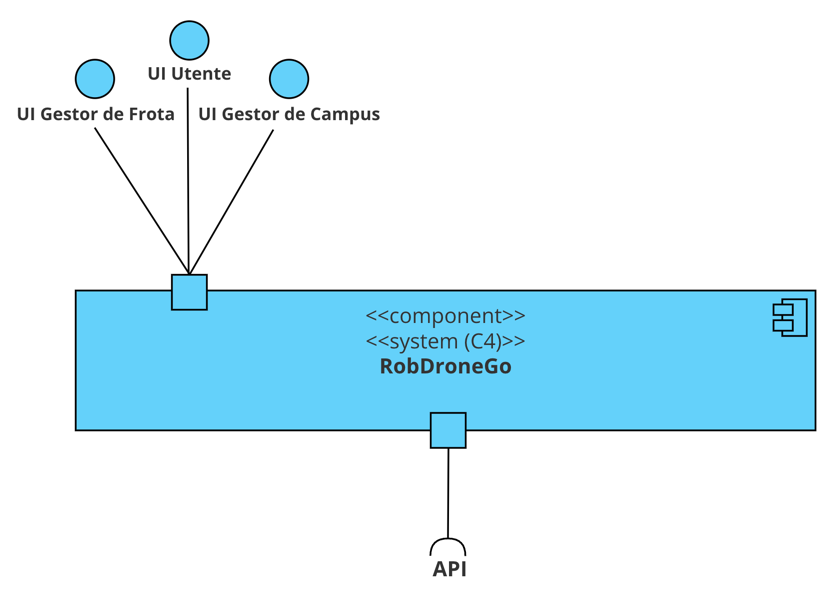 UI Utente
UI Gestor de Frota
UI Gestor de Campus
<<component>>
<<system (C4)>>
RobDroneGo
API